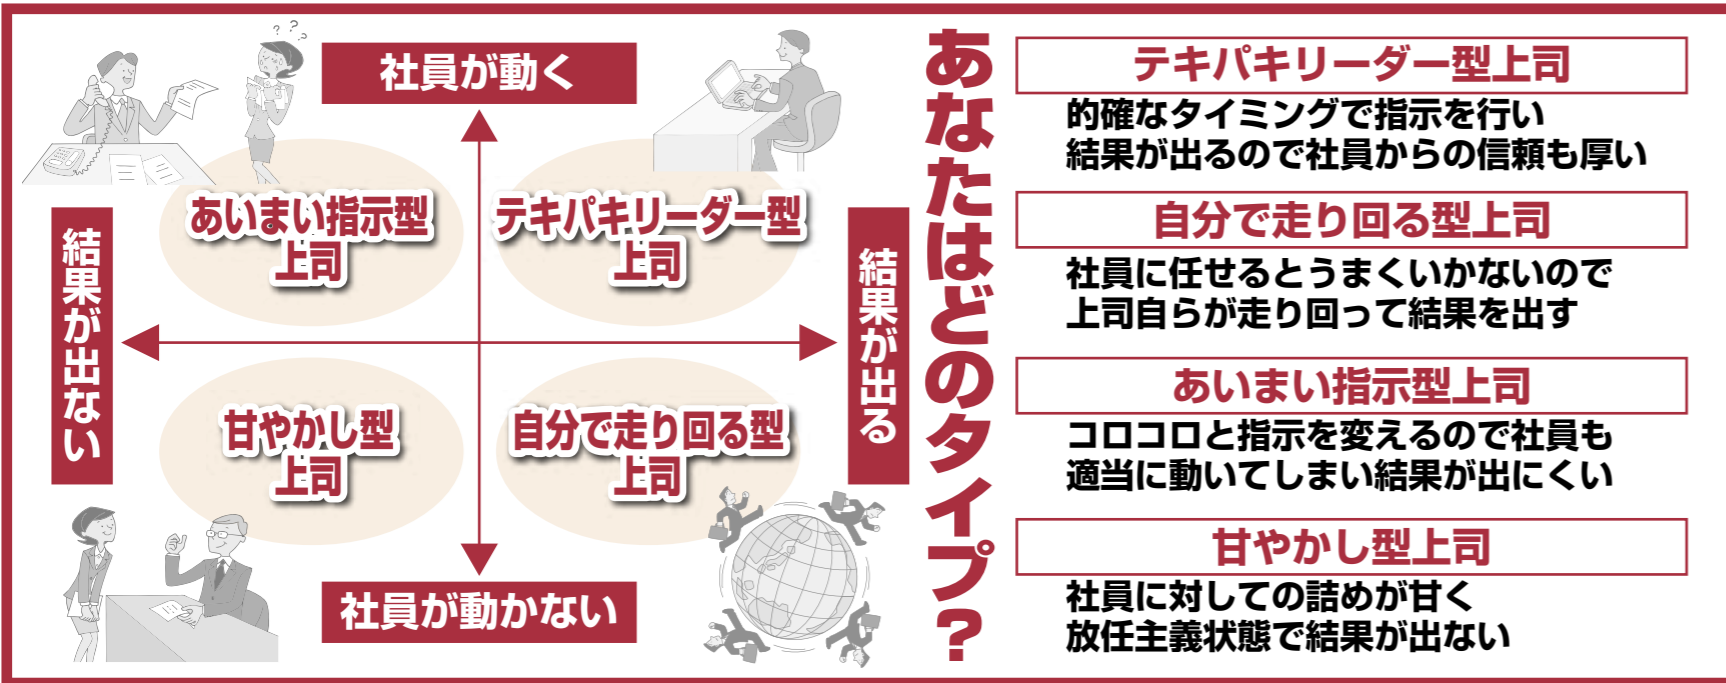 社員が動く
あいまい指示型
上司
テキパキリーダー型
上司
結果が出ない
結果が出る
甘やかし型
上司
自分で走り回る型
上司
社員が動かない
あなたはどのタイプ?
テキパキリーダー型上司
的確なタイミングで指示を行い
結果が出るので社員からの信頼も厚い
自分で走り回る型上司
社員に任せるとうまくいかないので
上司自らが走り回って結果を出す
あいまい指示型上司
コロコロと指示を変えるので社員も
適当に動いてしまい結果が出にくい
甘やかし型上司
社員に対しての詰めが甘く
放任主義状態で結果が出ない
? ? ?